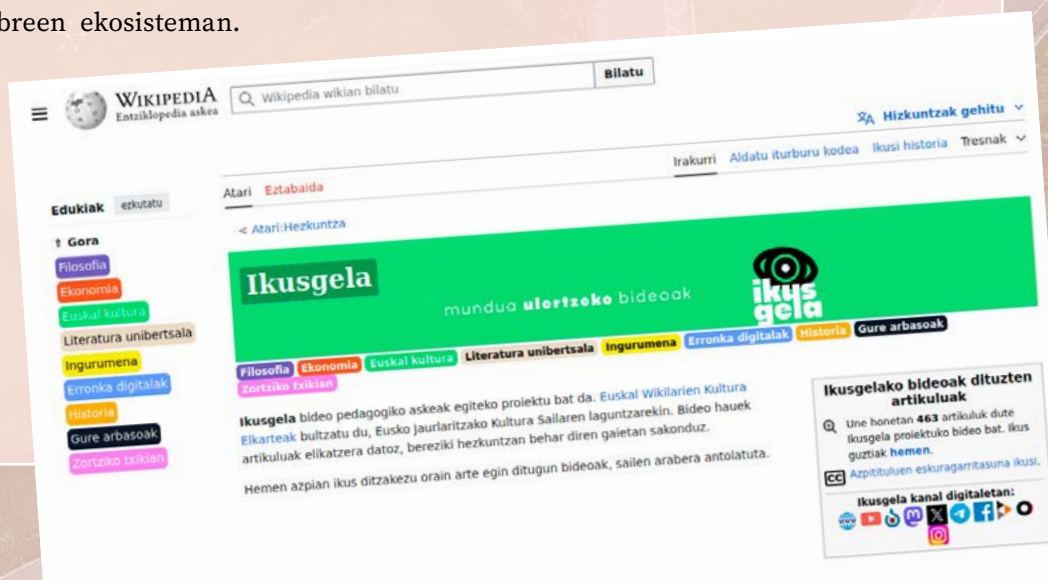 breen ekosisteman.
WIKIPEDIA
Entziklopedia askea
Wikipedia wikian bilatu
Bilatu
Hizkuntzak gehitu
Atari Eztabaida
Irakurri Aldatu iturburu kodea Ikusi historia Tresnak
Edukiak ezkutatu
↑ Gora
Filosofia
Ekonomia
Euskal kultura
Literatura unibertsala
Ingurumena
Erronka digitalak
Historia
Gure arbasoak
Zortziko txikian
< Atari:Hezkuntza
Ikusgela
mundua ulertzeko bideoak
ikus
gela
Filosofia Ekonomia Euskal kultura Literatura unibertsala Ingurumena Erronka digitalak Historia Gure arbasoak
Zortziko txikian
Ikusgela bideo pedagogiko askeak egiteko proiektu bat da. Euskal Wikilarien Kultura
Elkarteak bultzatu du, Eusko jaurlaritzako Kultura Sailaren laguntzarekin. Bideo hauek
artikuluak elikatzera datoz, bereziki hezkuntzan behar diren gaietan sakonduz.
Hemen azpian ikus ditzakezu orain arte egin ditugun bideoak, sailen arabera antolatuta.
Ikusgelako bideoak dituzten
artikuluak
Une honetan 463 artikuluk dute
Ikusgela proiektuko bideo bat. Ikus
guztiak hemen.
CC Azpitituluen eskuragarritasuna ikusi.
Ikusgela kanal digitaletan: